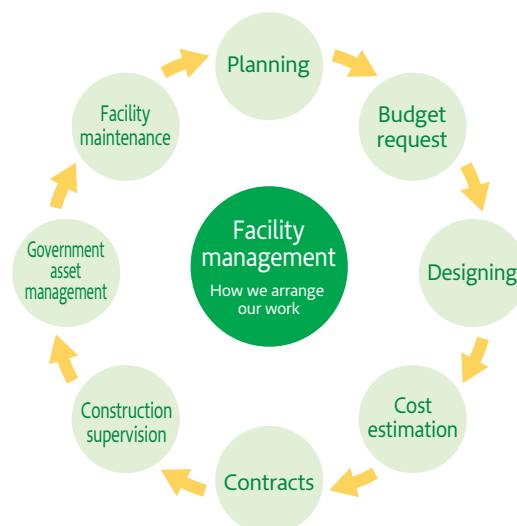 Planning
Budget
request
Designing
Cost
estimation
Contracts
Construction
supervision
Government
asset
management
Facility
maintenance
Facility
management
How we arrange
our work